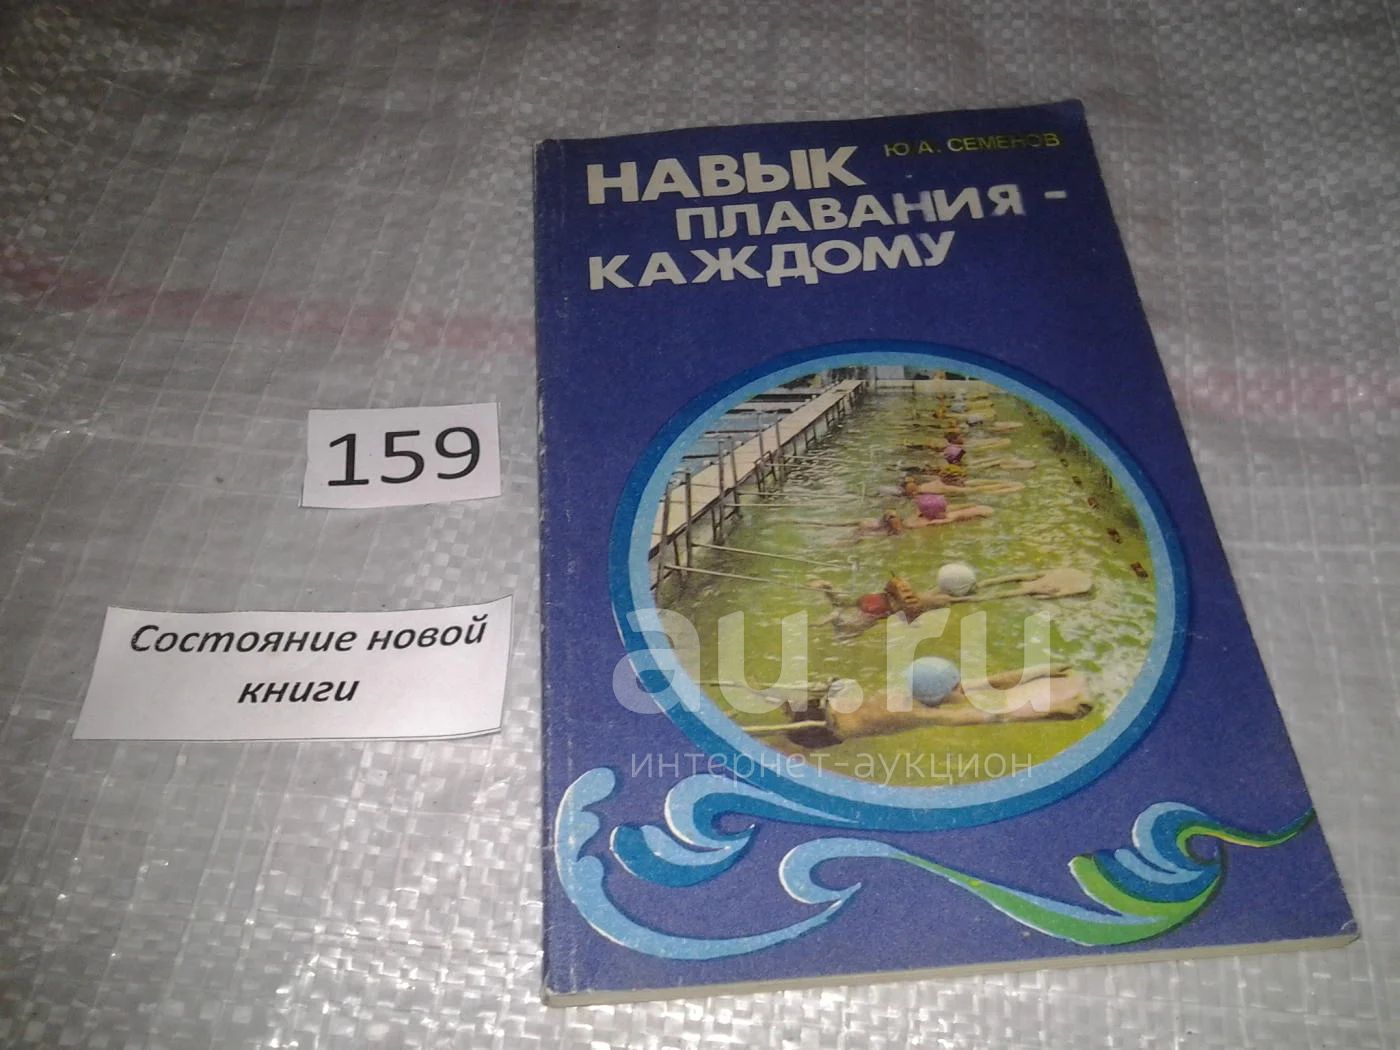 Ю.А. СЕМЕНОВ
НАВЫК
ПЛАВАНИЯ -
КАЖДОМУ
159
Состояние новой
книги
au.ru
интернет-аукцион